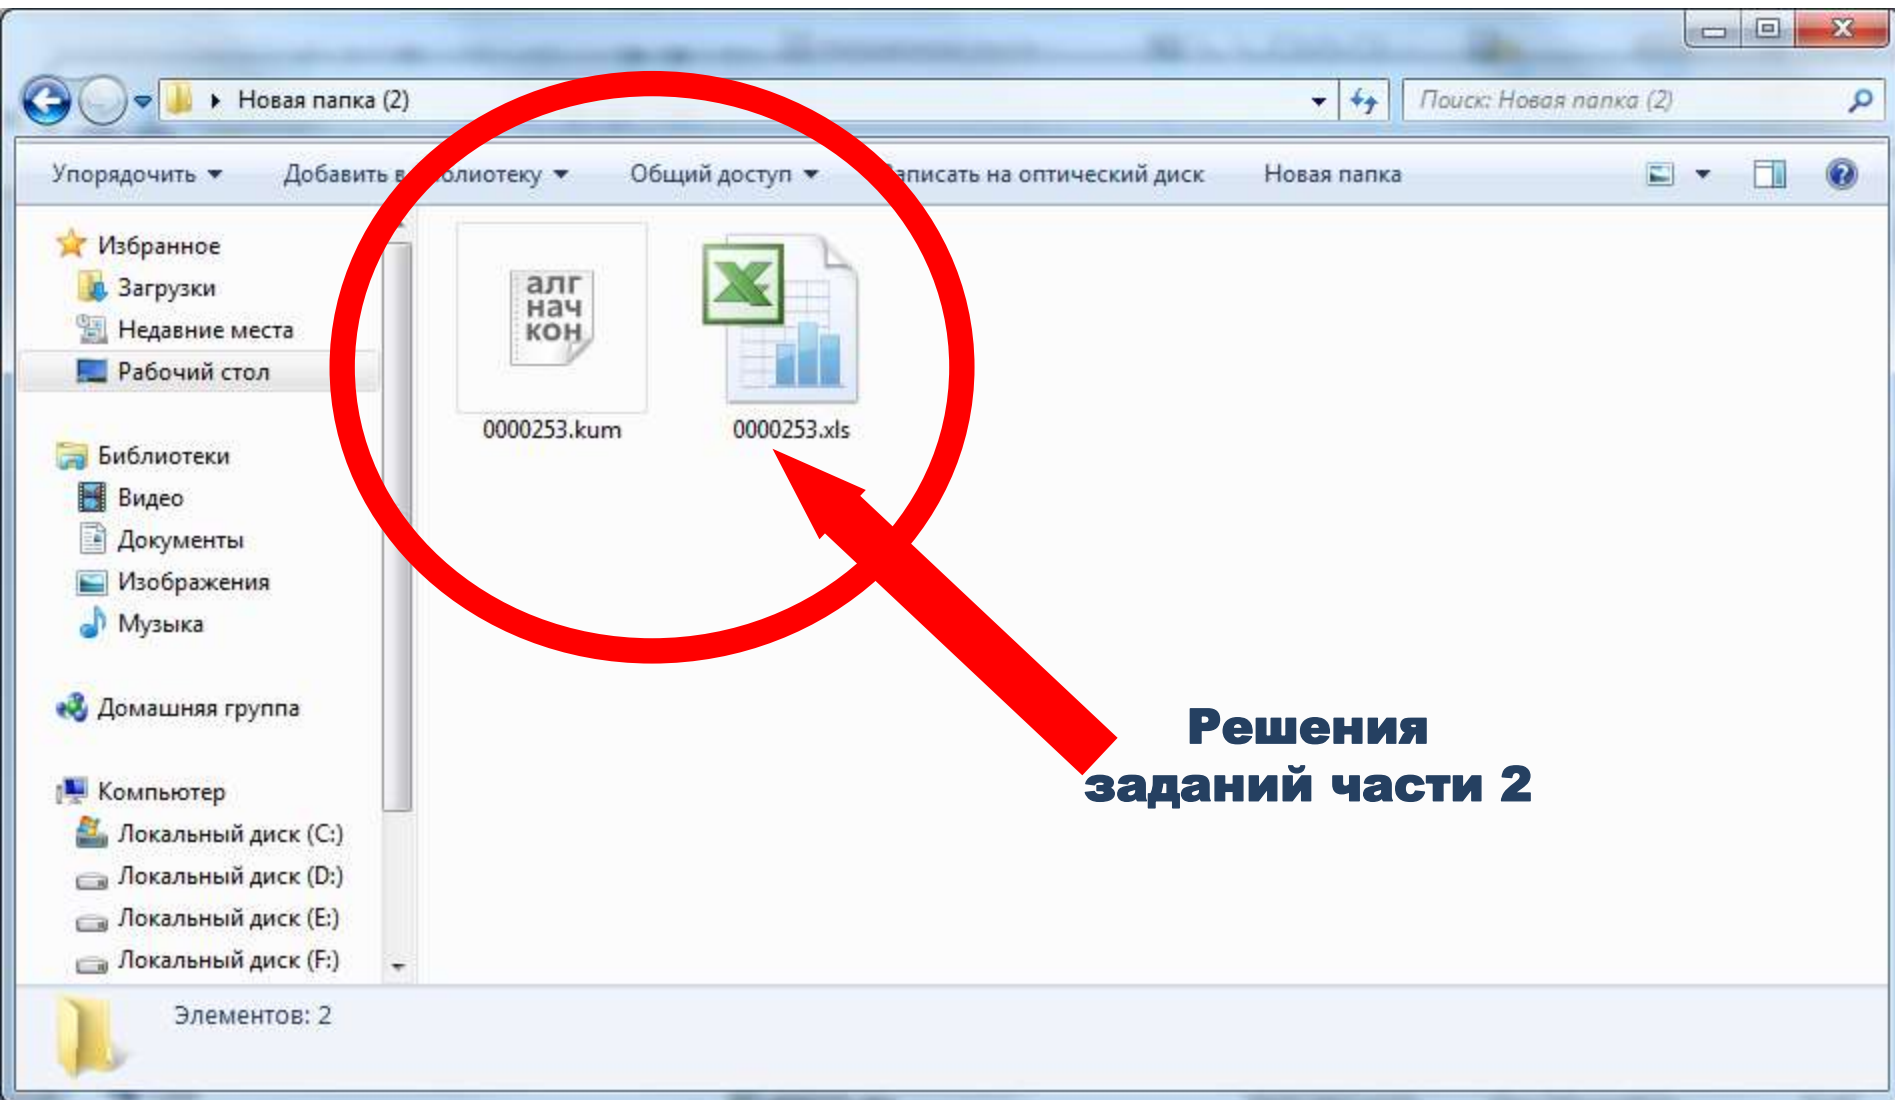 Новая папка (2)
Поиск: Новая папка (2)
Упорядочить
Добавить в
Общий доступ
на оптический диск
Новая папка
Избранное
Загрузки
Недавние места
Рабочий стол
Библиотеки
Видео
Документы
Изображения
Музыка
Домашняя группа
Компьютер
Локальный диск (C:)
Локальный диск (D:)
Локальный диск (E:)
Локальный диск (F:)
алг
нач
кон
0000253.kum
0000253.xls
Решения
заданий части 2
Элементов: 2